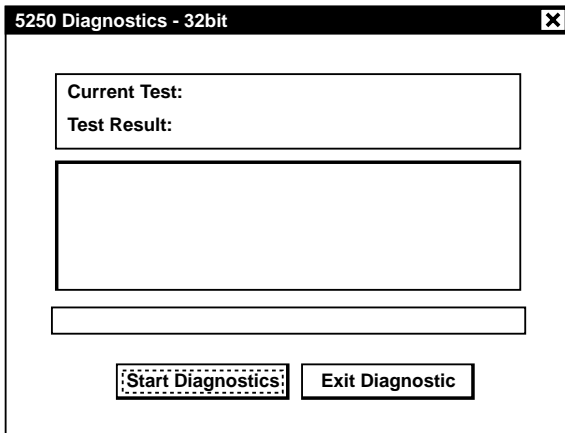 5250 Diagnostics - 32bit
Current Test:
Test Result:
Start Diagnostics
Exit Diagnostic